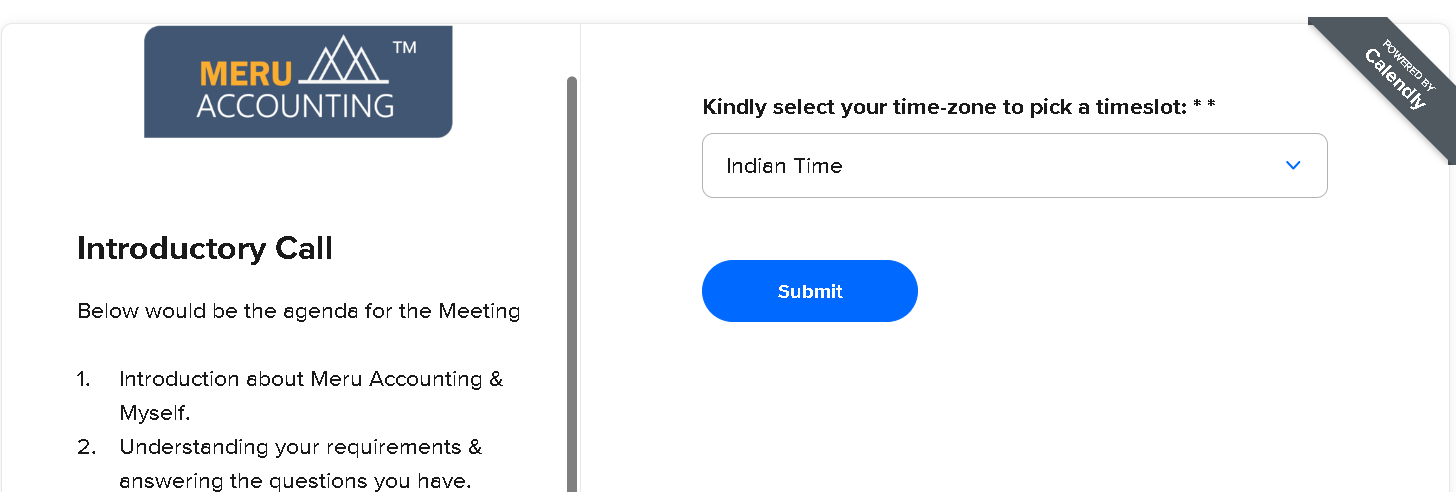 MERU
TM
ACCOUNTING
Introductory Call
Below would be the agenda for the Meeting
1. Introduction about Meru Accounting &
Myself.
2. Understanding your requirements &
answering the questions you have.
Kindly select your time-zone to pick a timeslot: * *
Indian Time
Submit
POWERED BY
Calendly